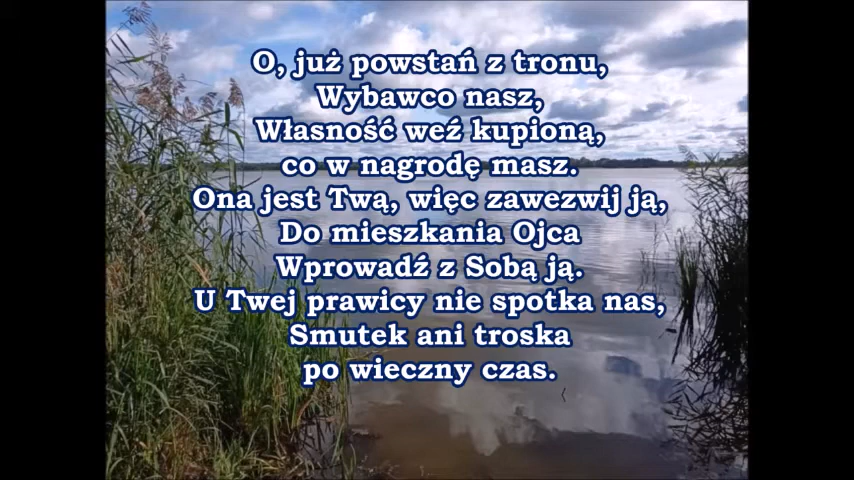 O, już powstań z tronu,
Wybawco nasz,
Własność weź kupioną,
co w nagrodę masz.
Ona jest Twą, więc zawezwij ją,
Do mieszkania Ojca
Wprowadź z Sobą ją.
U Twej prawicy nie spotka nas,
Smutek ani troska
po wieczny czas.